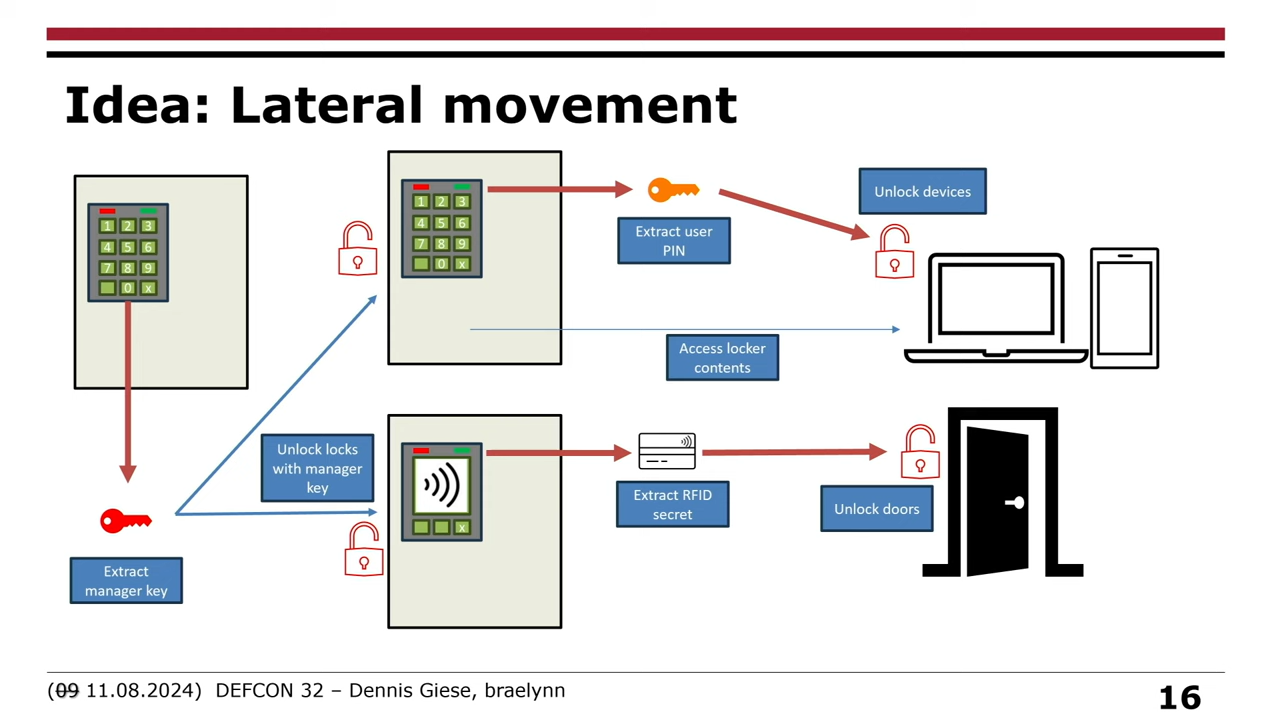 Idea: Lateral movement
1 2 3
4 5 6
7 8 9
0 x
Extract
manager key
Unlock locks
with manager
key
1 2 3
4 5 6
7 8 9
0 x
Extract user
PIN
Unlock devices
Access locker
contents
x
Extract RFID
secret
Unlock doors
(09 11.08.2024) DEFCON 32 – Dennis Giese, braelynn
16